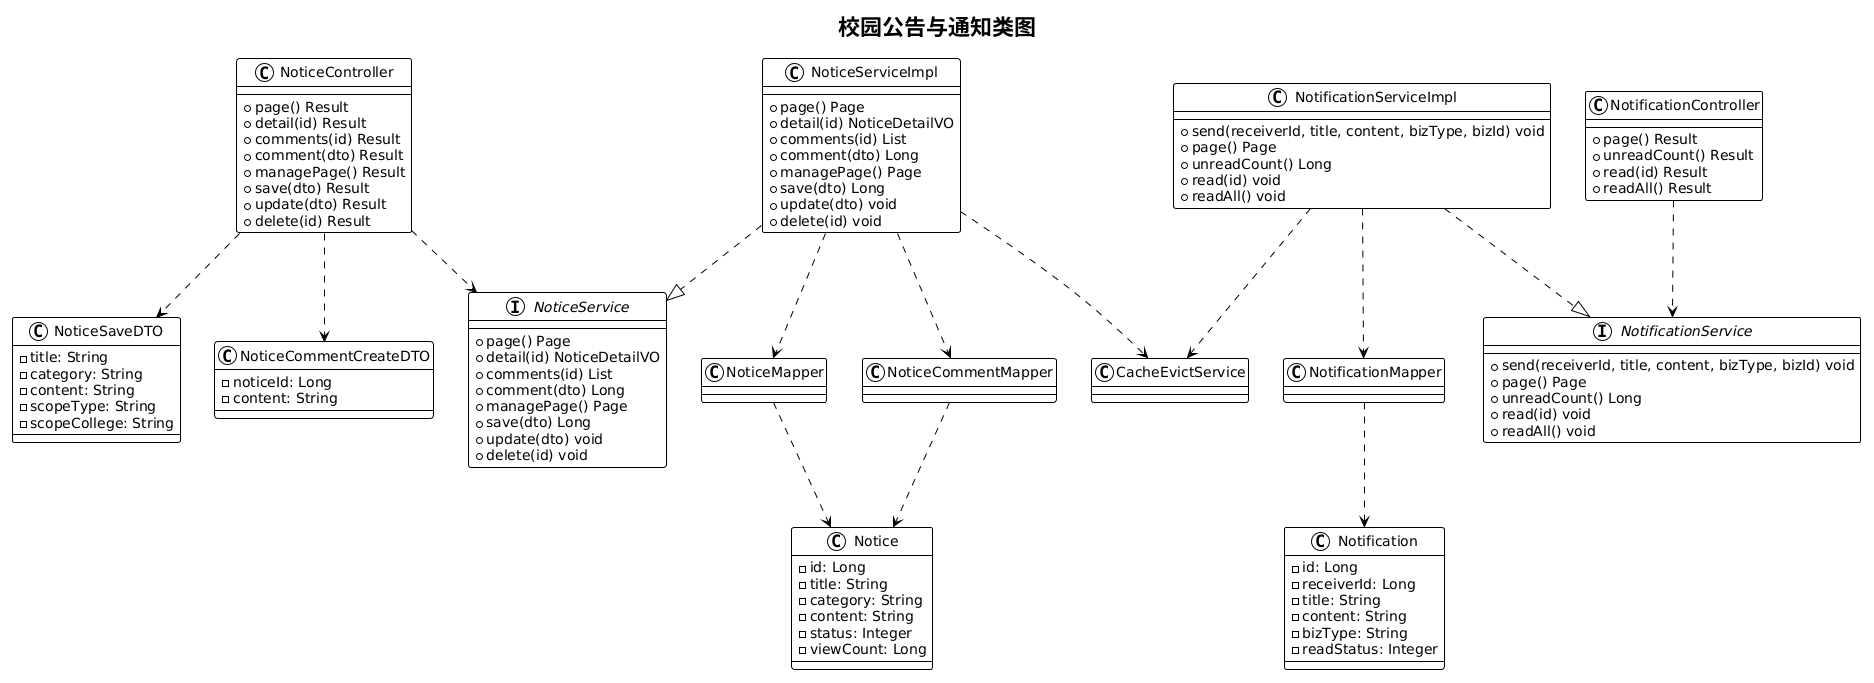 校园公告与通知类图
C NoticeController
page() Result
detail(id) Result
comments(id) Result
comment(dto) Result
managePage() Result
save(dto) Result
update(dto) Result
delete(id) Result
C NoticeServiceImpl
page() Page
detail(id) NoticeDetailVO
comments(id) List
comment(dto) Long
managePage() Page
save(dto) Long
update(dto) void
delete(id) void
C NotificationServiceImpl
send(receiverId, title, content, bizType, bizId) void
page() Page
unreadCount() Long
read(id) void
readAll() void
C NotificationController
page() Result
unreadCount() Result
read(id) Result
readAll() Result
C NoticeSaveDTO
title: String
category: String
content: String
scopeType: String
scopeCollege: String
C NoticeCommentCreateDTO
noticeId: Long
content: String
I NoticeService
page() Page
detail(id) NoticeDetailVO
comments(id) List
comment(dto) Long
managePage() Page
save(dto) Long
update(dto) void
delete(id) void
C NoticeMapper
C NoticeCommentMapper
C CacheEvictService
C NotificationMapper
I NotificationService
send(receiverId, title, content, bizType, bizId) void
page() Page
unreadCount() Long
read(id) void
readAll() void
C Notice
id: Long
title: String
category: String
content: String
status: Integer
viewCount: Long
C Notification
id: Long
receiverId: Long
title: String
content: String
bizType: String
readStatus: Integer